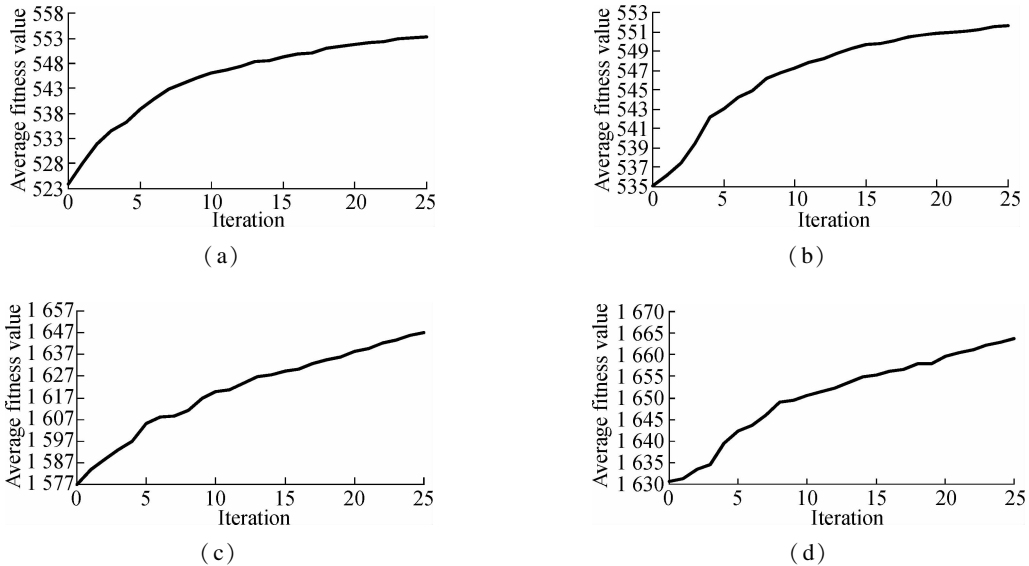 Average fitness value
558
553
548
543
538
533
528
523
0 5 10 15 20 25
Iteration
(a)
Average fitness value
553
551
549
547
545
543
541
539
537
535
0 5 10 15 20 25
Iteration
(b)
Average fitness value
1 657
1 647
1 637
1 627
1 617
1 607
1 597
1 587
1 577
0 5 10 15 20 25
Iteration
(c)
Average fitness value
1 670
1 665
1 660
1 655
1 650
1 645
1 640
1 635
1 630
0 5 10 15 20 25
Iteration
(d)